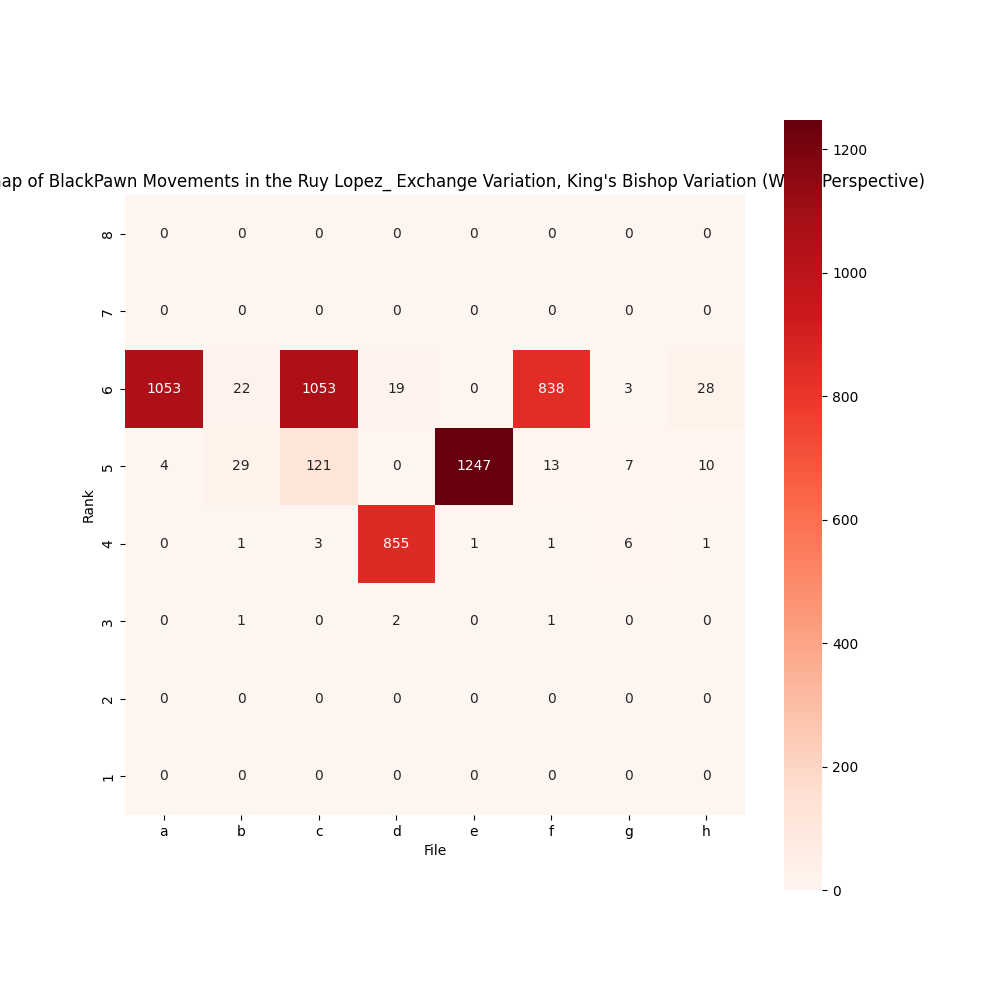 of BlackPawn Movements in the Ruy Lopez_ Exchange Variation, King's Bishop Variation Perspective)
Rank
8 0 0 0 0 0 0 0 0
7 0 0 0 0 0 0 0 0
6 1053 22 1053 19 0 838 3 28
5 4 29 121 0 1247 13 7 10
4 0 1 3 855 1 1 6 1
3 0 1 0 2 0 1 0 0
2 0 0 0 0 0 0 0 0
1 0 0 0 0 0 0 0 0
a b c d e f g h
File
1200
1000
800
600
400
200
0